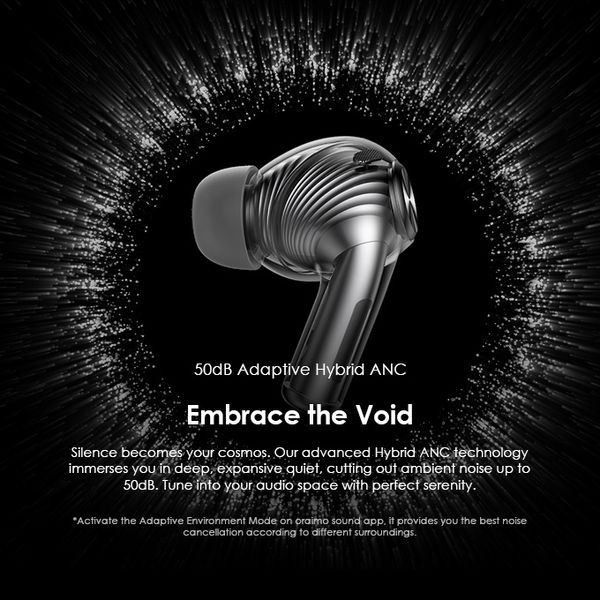 50dB Adaptive Hybrid ANC
Embrace the Void
Silence becomes your cosmos. Our advanced Hybrid ANC technology
immerses you in deep, expansive quiet, cutting out ambient noise up to
50dB. Tune into your audio space with perfect serenity.
*Activate the Adaptive Environment Mode on oraimo sound app, it provides you the best noise
cancellation according to different surroundings.